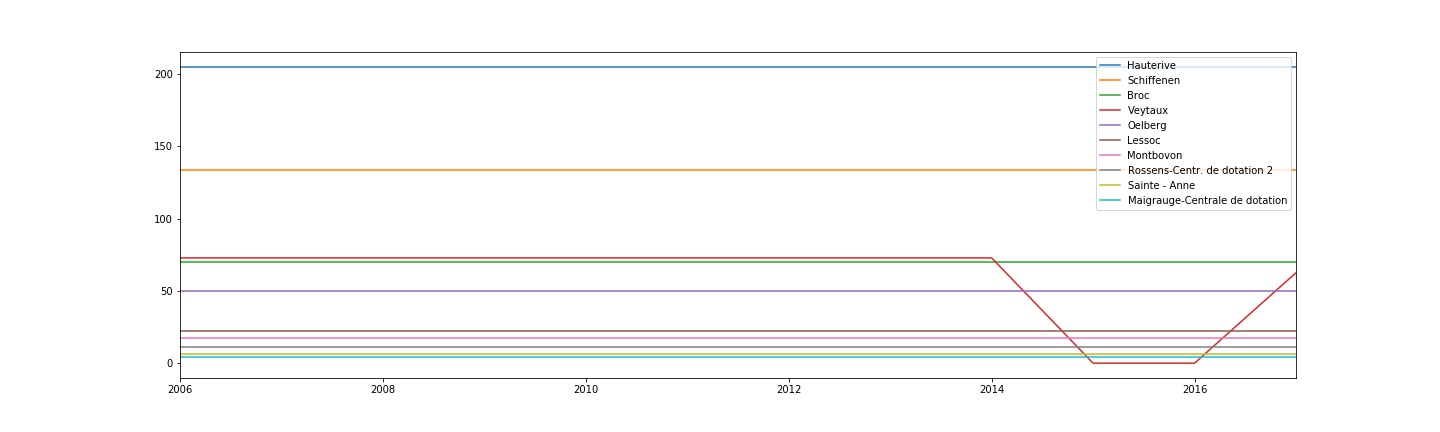 200
150
100
50
0
2006 2008 2010 2012 2014 2016
Hauterive
Schiffenen
Broc
Veytaux
Oelberg
Lessoc
Montbovon
Rossens-Centr. de dotation 2
Sainte - Anne
Maigrauge-Centrale de dotation